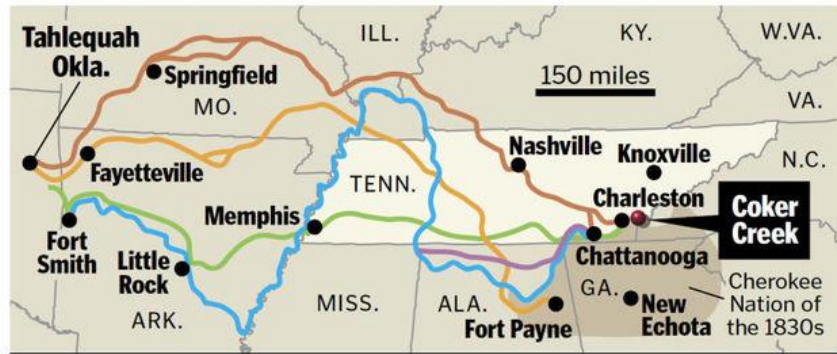 Tahlequah
Okla.
Springfield
MO.
ILL.
KY.
W.VA.
150 miles
VA.
N.C.
Fayetteville
Nashville
Knoxville
TENN.
Charleston
Coker
Creek
Memphis
Fort
Smith
Little
Rock
Chattanooga
ARK.
MISS.
ALA.
GA.
Fort Payne
New
Echota
Cherokee
Nation of
the 1830s